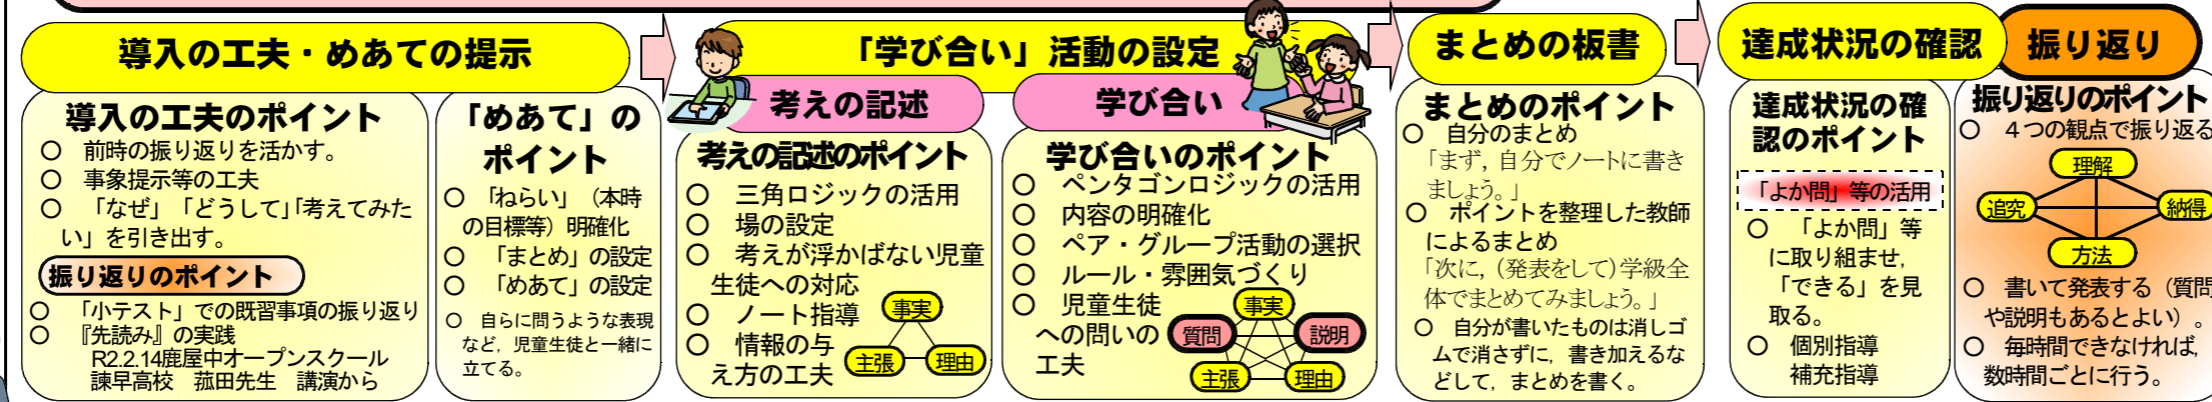 導入の工夫・めあての提示
導入の工夫のポイント
○ 前時の振り返りを活かす。
○ 事象提示等の工夫
○ 「なぜ」「どうして」「考えてみた
い」を引き出す。
振り返りのポイント
○ 「小テスト」での既習事項の振り返り
○ 『先読み』の実践
R2.2.14鹿屋中オープンスクール
諫早高校 菰田先生 講演から
「めあて」の
ポイント
○ 「ねらい」（本時
の目標等）明確化
○ 「まとめ」の設定
○ 「めあて」の設定
○ 自らに問うような表現
など，児童生徒と一緒に
立てる。
「学び合い」活動の設定
考えの記述
考えの記述のポイント
○ 三角ロジックの活用
○ 場の設定
○ 考えが浮かばない児童
生徒への対応
○ ノート指導
○ 情報の与
え方の工夫
事実
主張
理由
学び合い
学び合いのポイント
○ ペンタゴンロジックの活用
○ 内容の明確化
○ ペア・グループ活動の選択
○ ルール・雰囲気づくり
○ 児童生徒
への問いの
工夫
事実
質問
説明
主張
理由
まとめの板書
まとめのポイント
○ 自分のまとめ
「まず，自分でノートに書き
ましょう。」
○ ポイントを整理した教師
によるまとめ
「次に，（発表をして）学級全
体でまとめてみましょう。」
○ 自分が書いたものは消しゴ
ムで消さずに，書き加えるな
どして，まとめを書く。
達成状況の確認
達成状況の確
認のポイント
「よか問」等の活用
○ 「よか問」等
に取り組ませ，
「できる」を見
取る。
○ 個別指導
補充指導
振り返り
振り返りのポイント
○ ４つの観点で振り返る
理解
追究
納得
方法
○ 書いて発表する（質問
や説明もあるとよい）。
○ 毎時間できなければ，
数時間ごとに行う。